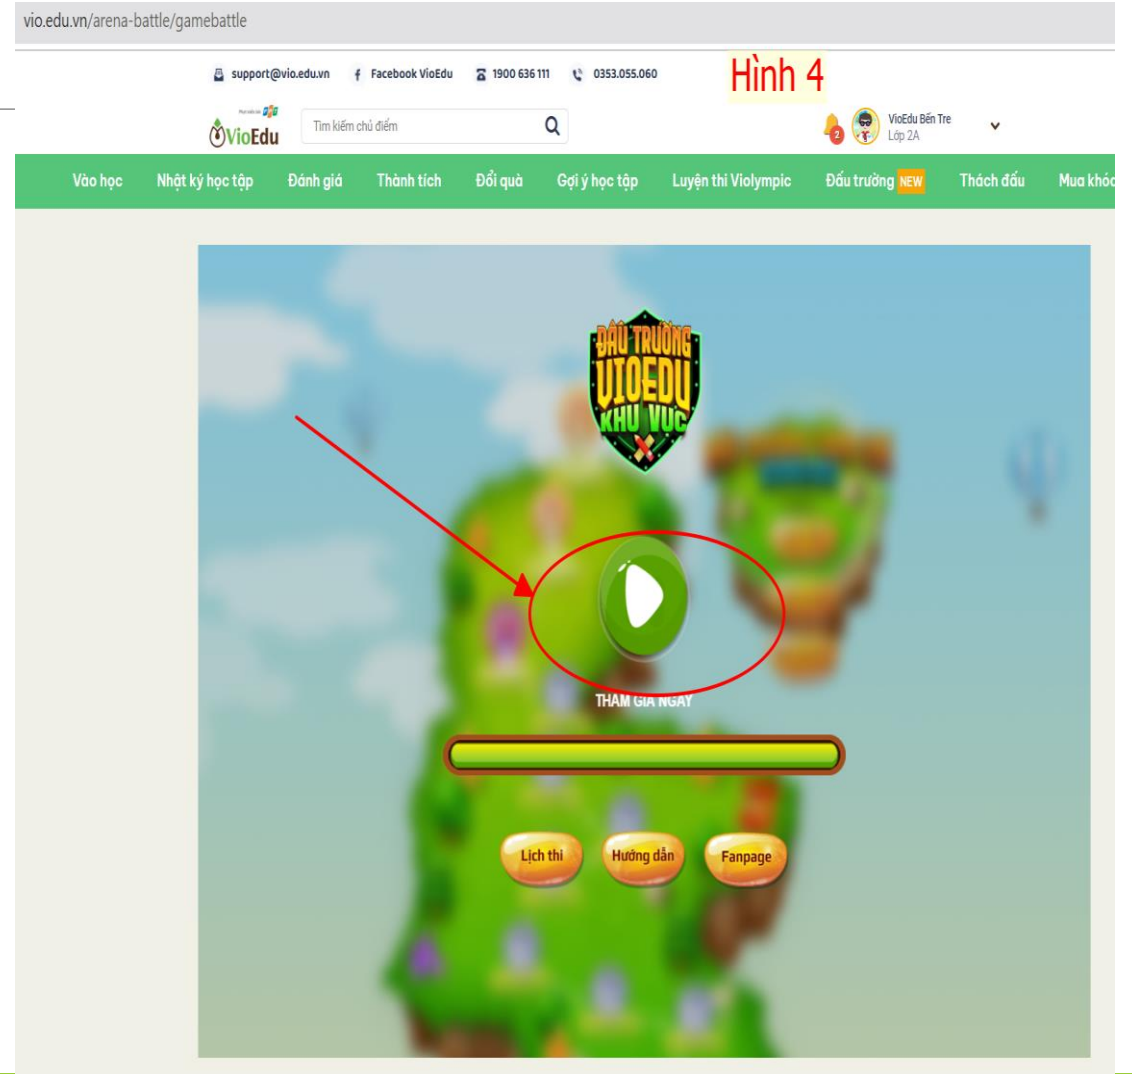 vio.edu.vn/arena-battle/gamebattle
support@vio.edu.vn Facebook VioEdu 1900 636 111 0353.055.060 Hình 4
VioEdu Tìm kiếm chủ điểm 2 VioEdu Bến Tre
Lớp 2A
Vào học Nhật ký học tập Đánh giá Thành tích Đổi quà Gợi ý học tập Luyện thi Violympic Đấu trường NEW Thách đấu Mua khóc
ĐẤU TRƯỜNG
VIOEDU
KHU VỰC
THAM GIA NGAY
Lịch thi Hướng dẫn Fanpage